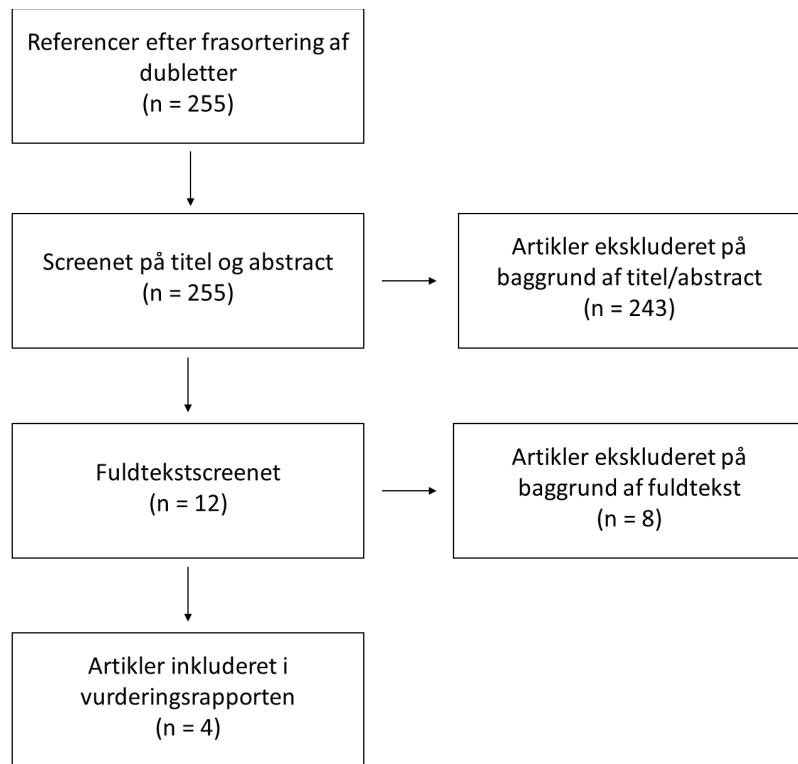 Referencer efter frasortering af
dubletter
(n = 255)
Screenet på titel og abstract
(n = 255)
Artikler ekskluderet på
baggrund af titel/abstract
(n = 243)
Fuldtekstscreenet
(n = 12)
Artikler ekskluderet på
baggrund af fuldtekst
(n = 8)
Artikler inkluderet i
vurderingsrapporten
(n = 4)